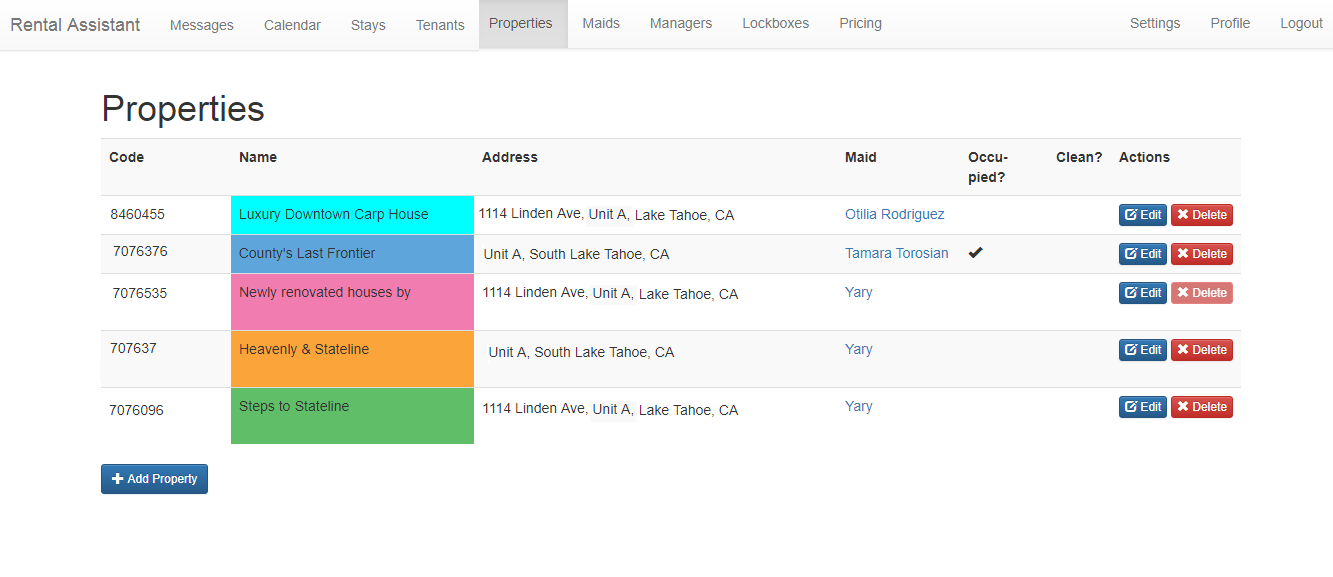 Rental Assistant Messages Calendar Stays Tenants Properties Maids Managers Lockboxes Pricing Settings Profile Logout
Properties
Code Name Address Maid Occu- Clean? Actions
pied?
8460455 Luxury Downtown Carp House 1114 Linden Ave, Unit A, Lake Tahoe, CA Otilia Rodriguez Edit Delete
7076376 County's Last Frontier Unit A, South Lake Tahoe, CA Tamara Torosian Edit Delete
7076535 Newly renovated houses by 1114 Linden Ave, Unit A, Lake Tahoe, CA Yary Edit Delete
707637 Heavenly & Stateline Unit A, South Lake Tahoe, CA Yary Edit Delete
7076096 Steps to Stateline 1114 Linden Ave, Unit A, Lake Tahoe, CA Yary Edit Delete
Add Property